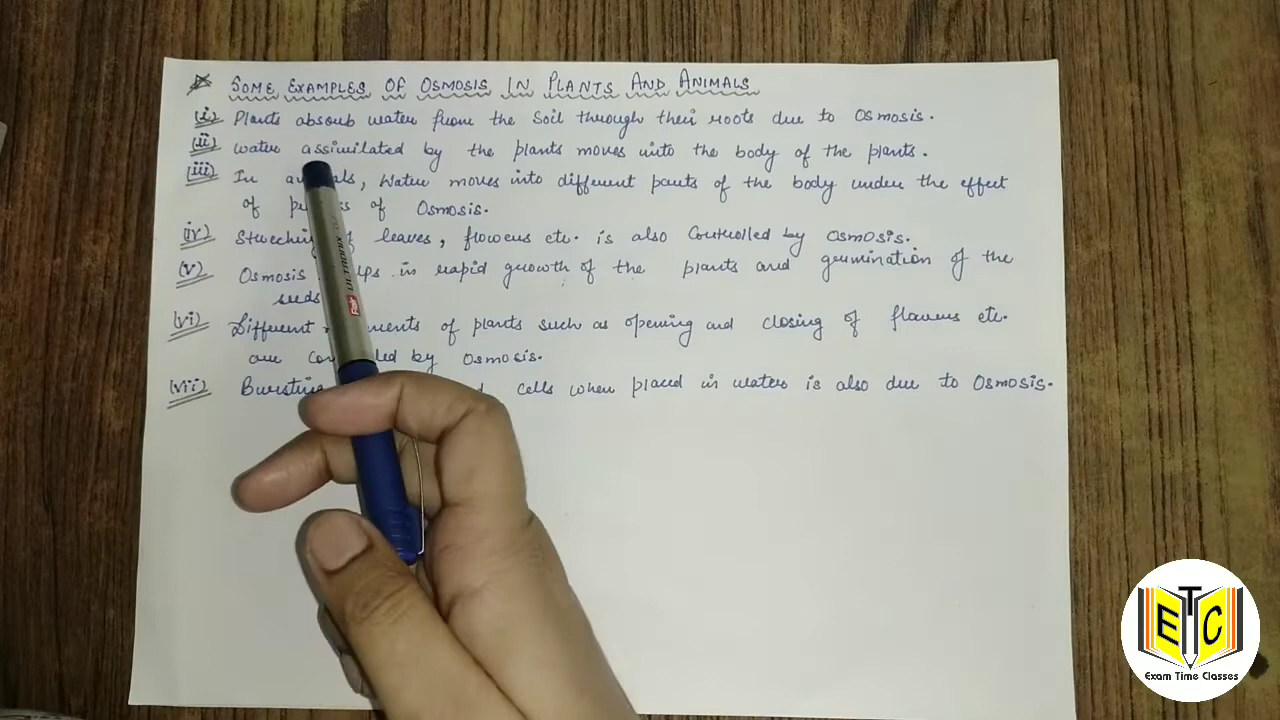 SOME EXAMPLES OF OSMOSIS IN PLANTS AND ANIMALS
(i) Plants absorb water from the Soil through their roots due to Osmosis.
(ii) Water assimilated by the plants moves into the body of the plants.
(iii) In, Water moves into different parts of the body under the effect
of of Osmosis.
(iv) of leaves, flowers etc. is also Controlled by Osmosis.
(v) Osmosis in rapid growth of the plants and germination of the
seeds
(vi) Different of plants such as opening and closing of flowers etc.
are by Osmosis.
(vii) cells when placed in water is also due to Osmosis.
Fair ULTRONIX
ETC
Exam Time Classes